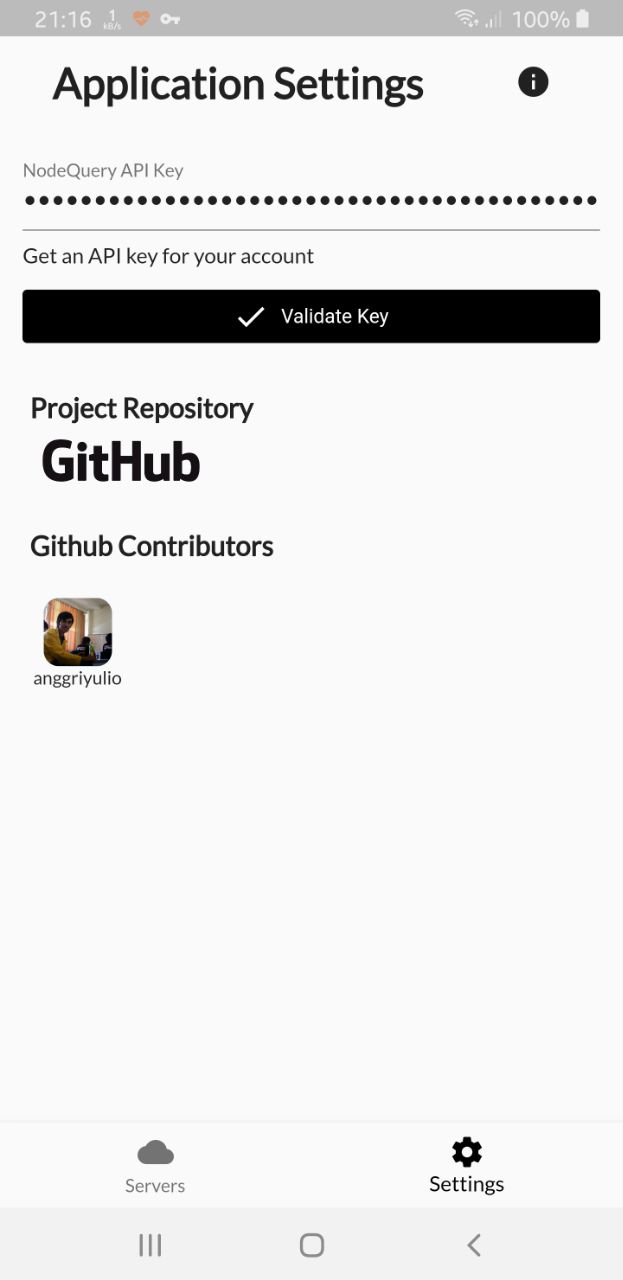 21:16 1 kB/s 100%
Application Settings
NodeQuery API Key
•••••••••••••••••••••••••••••••••••••••••
Get an API key for your account
Validate Key
Project Repository
GitHub
Github Contributors
anggriyulio
Servers Settings